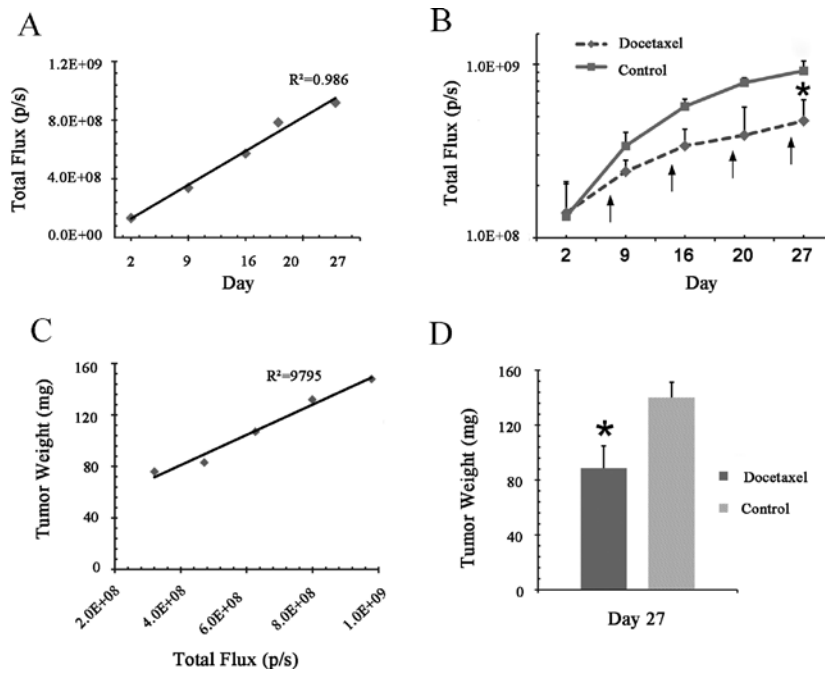 A
1.2E+09
8.0E+08
4.0E+08
0.0E+00
Total Flux (p/s)
R²=0.986
2 9 16 20 27
Day
B
1.0E+09
1.0E+08
Total Flux (p/s)
Docetaxel
Control
*
2 9 16 20 27
Day
C
160
120
80
40
0
Tumor Weight (mg)
R²=9795
2.0E+08 4.0E+08 6.0E+08 8.0E+08 1.0E+09
Total Flux (p/s)
D
160
120
80
40
0
Tumor Weight (mg)
*
Docetaxel
Control
Day 27